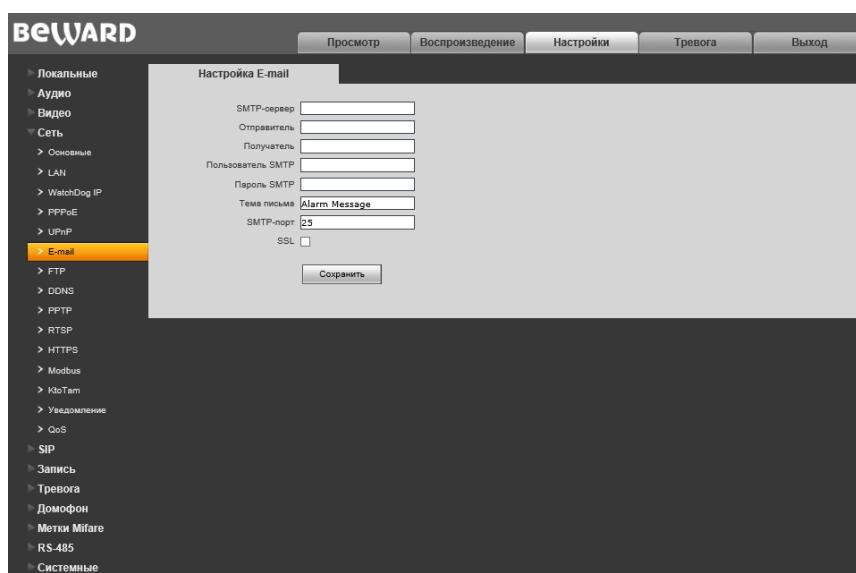 BEWARD
Просмотр
Воспроизведение
Настройки
Тревога
Выход
Локальные
Аудио
Видео
Сеть
Основные
LAN
WatchDog IP
PPPoE
UPnP
E-mail
FTP
DDNS
PPTP
RTSP
HTTPS
Modbus
KtoTam
Уведомление
QoS
SIP
Запись
Тревога
Домофон
Метки Mifare
RS-485
Системные
Настройка E-mail
SMTP-сервер
Отправитель
Получатель
Пользователь SMTP
Пароль SMTP
Тема письма Alarm Message
SMTP-порт 25
SSL
Сохранить